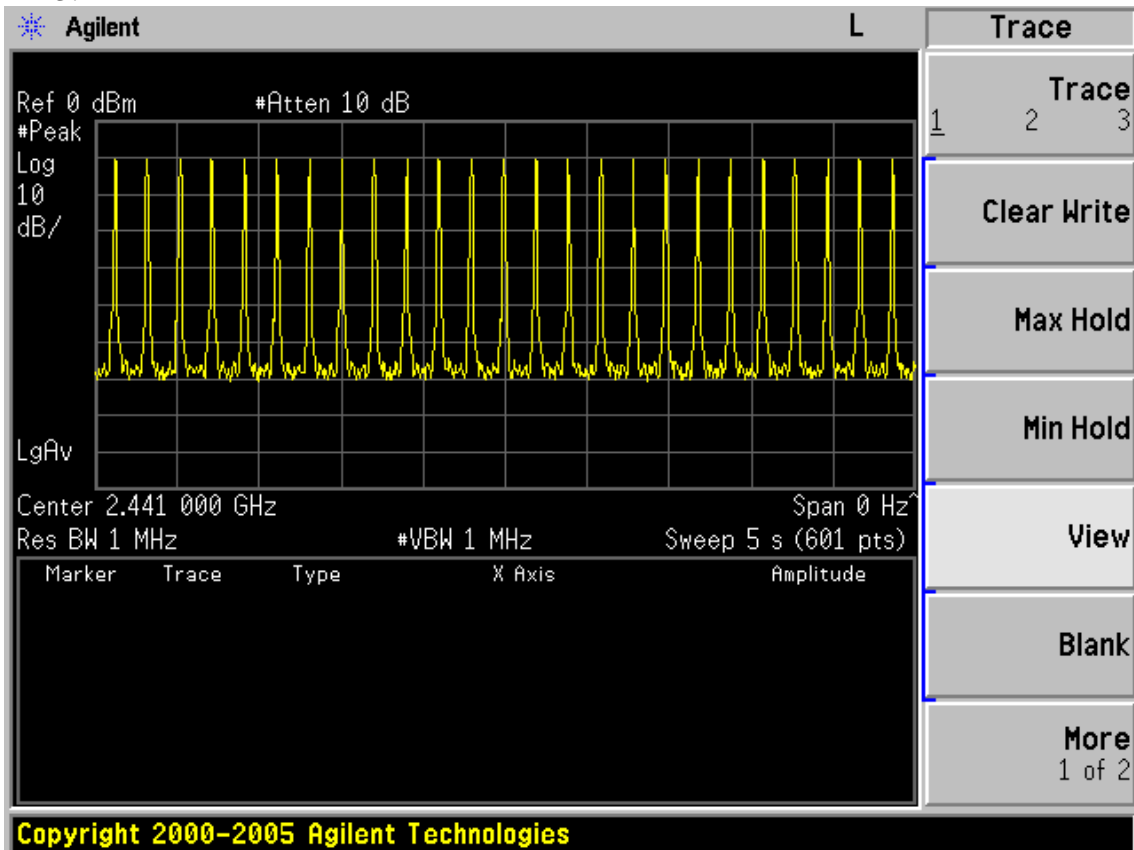 Agilent L Trace
Ref 0 dBm #Atten 10 dB
#Peak
Log
10
dB/
LgAv
Center 2.441 000 GHz Span 0 Hz^
Res BW 1 MHz #VBW 1 MHz Sweep 5 s (601 pts)
Marker Trace Type X Axis Amplitude
Trace
1 2 3
Clear Write
Max Hold
Min Hold
View
Blank
More
1 of 2
Copyright 2000-2005 Agilent Technologies